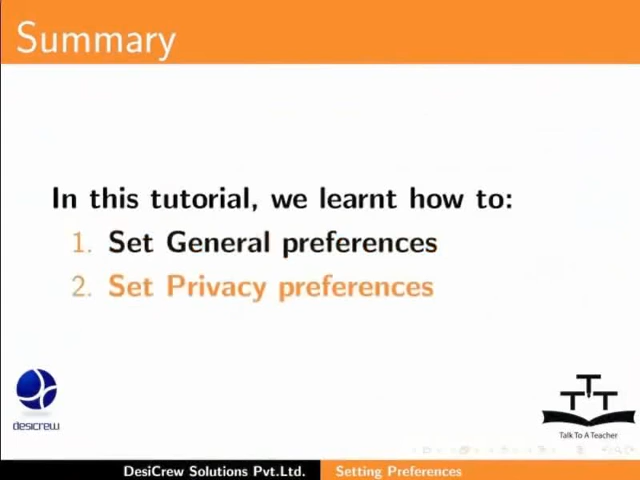 Summary
In this tutorial, we learnt how to:
1. Set General preferences
2. Set Privacy preferences
desicrew
TTT
Talk To A Teacher
DesiCrew Solutions Pvt.Ltd. Setting Preferences